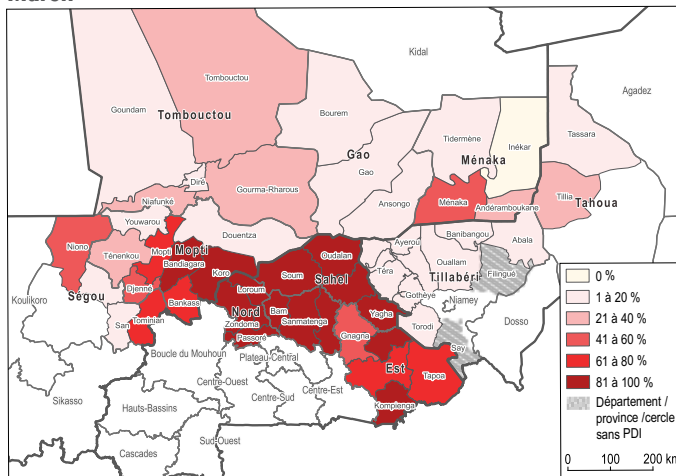 marcn
Kidal
Tombouctou
Agadez
Goundam
Bourem
Tombouctou
Tidermène
Inékar
Tassara
Gao
Ménaka
Diré
Gao
Niafunké
Gourma-Rharous
Ménaka
Tillia
Ansongo
Andéramboukane
Tahoua
Youwarou
Niono
Mopti
Douentza
Banibangou
Ténenkou
Mopti
Ayerou
Abala
Bandiagara
Oudalan
Ouallam
Koro
Soum
Téra
Tillabéri
Filingué
Djenné
Sahel
Koulikoro
Ségou
Bankass
Loroum
Gothèye
Niamey
Nord
Bam
Yagha
San
Tominian
Zondoma
Sanmatenga
Torodi
Dosso
Passoré
Gnagna
Say
Boucle du Mouhoun
Plateau-Central
Est
Tapoa
Sikasso
Centre-Ouest
Centre-Est
Hauts-Bassins
Centre-Sud
Kompienga
Sud-Ouest
Cascades
0 %
1 à 20 %
21 à 40 %
41 à 60 %
61 à 80 %
81 à 100 %
Département /
province /cercle
sans PDI
0 100 200 km